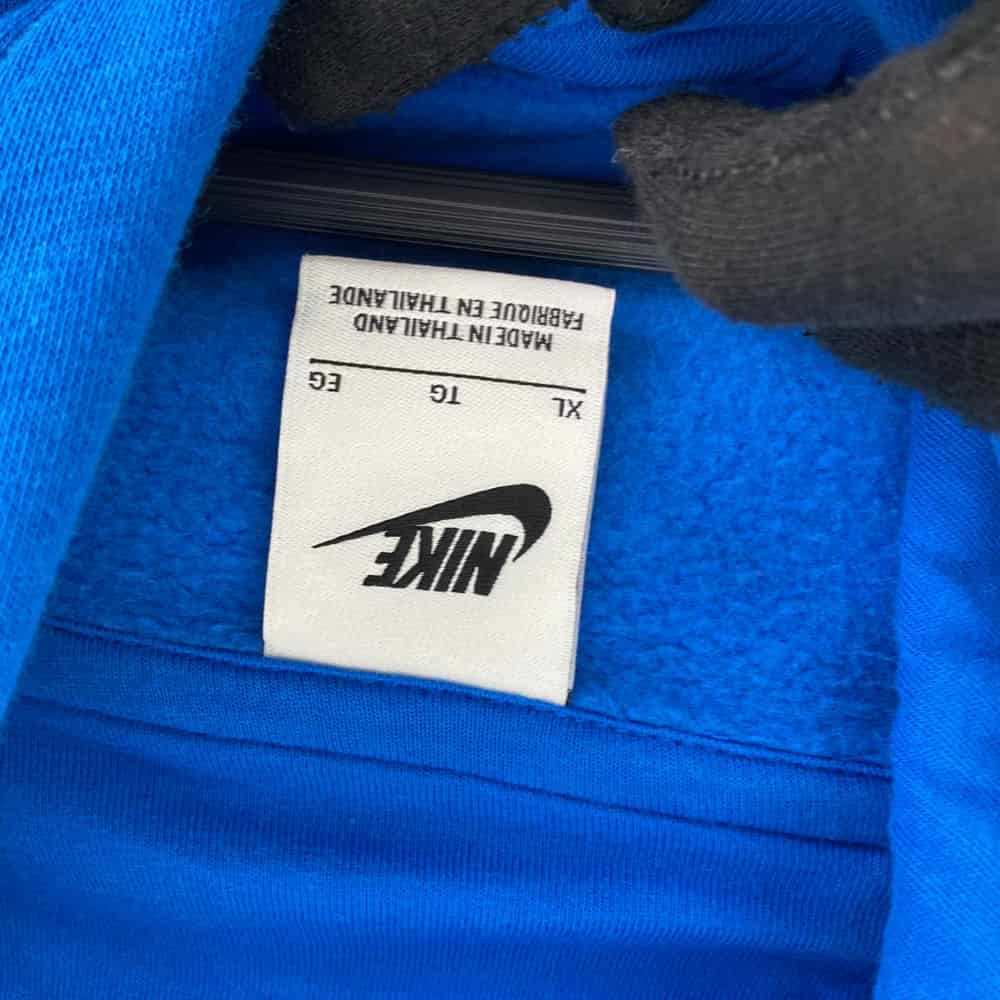 NIKE
XL TG EG
MADE IN THAILAND
FABRIQUE EN THAILANDE